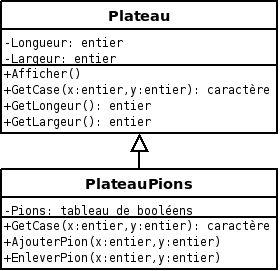 Plateau
-Longueur: entier
-Largeur: entier
+Afficher()
+GetCase(x:entier,y:entier): caractère
+GetLongeur(): entier
+GetLargeur(): entier
PlateauPions
-Pions: tableau de booléens
+GetCase(x:entier,y:entier): caractère
+AjouterPion(x:entier,y:entier)
+EnleverPion(x:entier,y:entier)